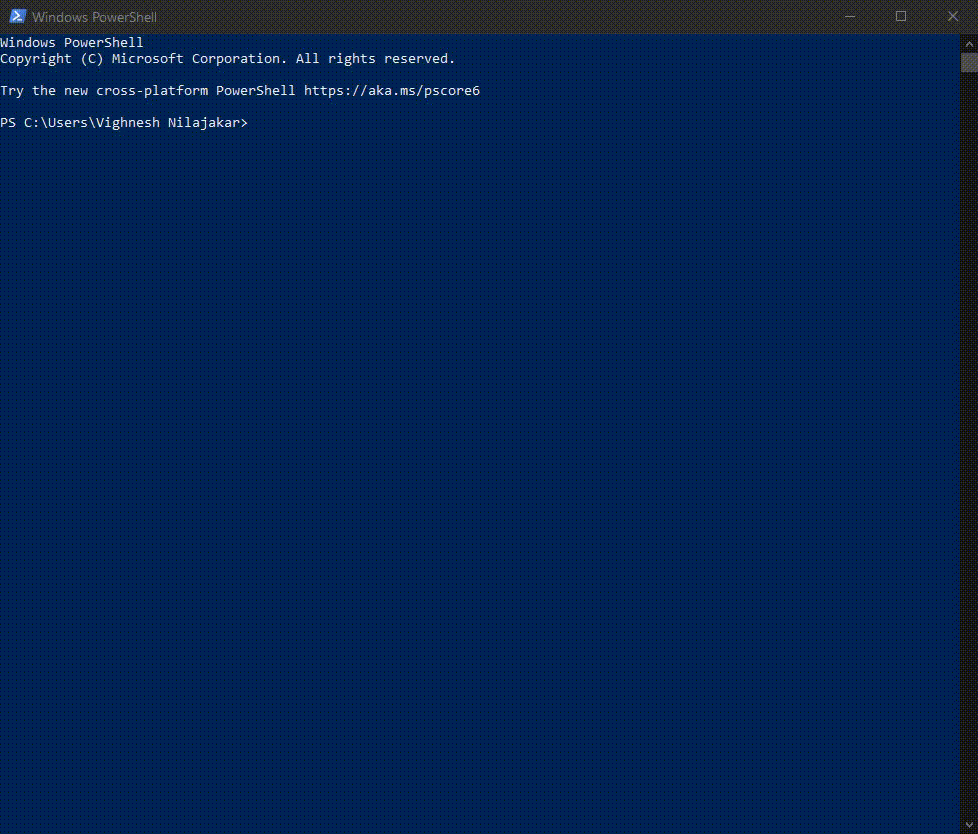 Windows PowerShell
Windows PowerShell
Copyright (C) Microsoft Corporation. All rights reserved.
Try the new cross-platform PowerShell https://aka.ms/pscore6
PS C:\Users\Vighnesh Nilajakar>